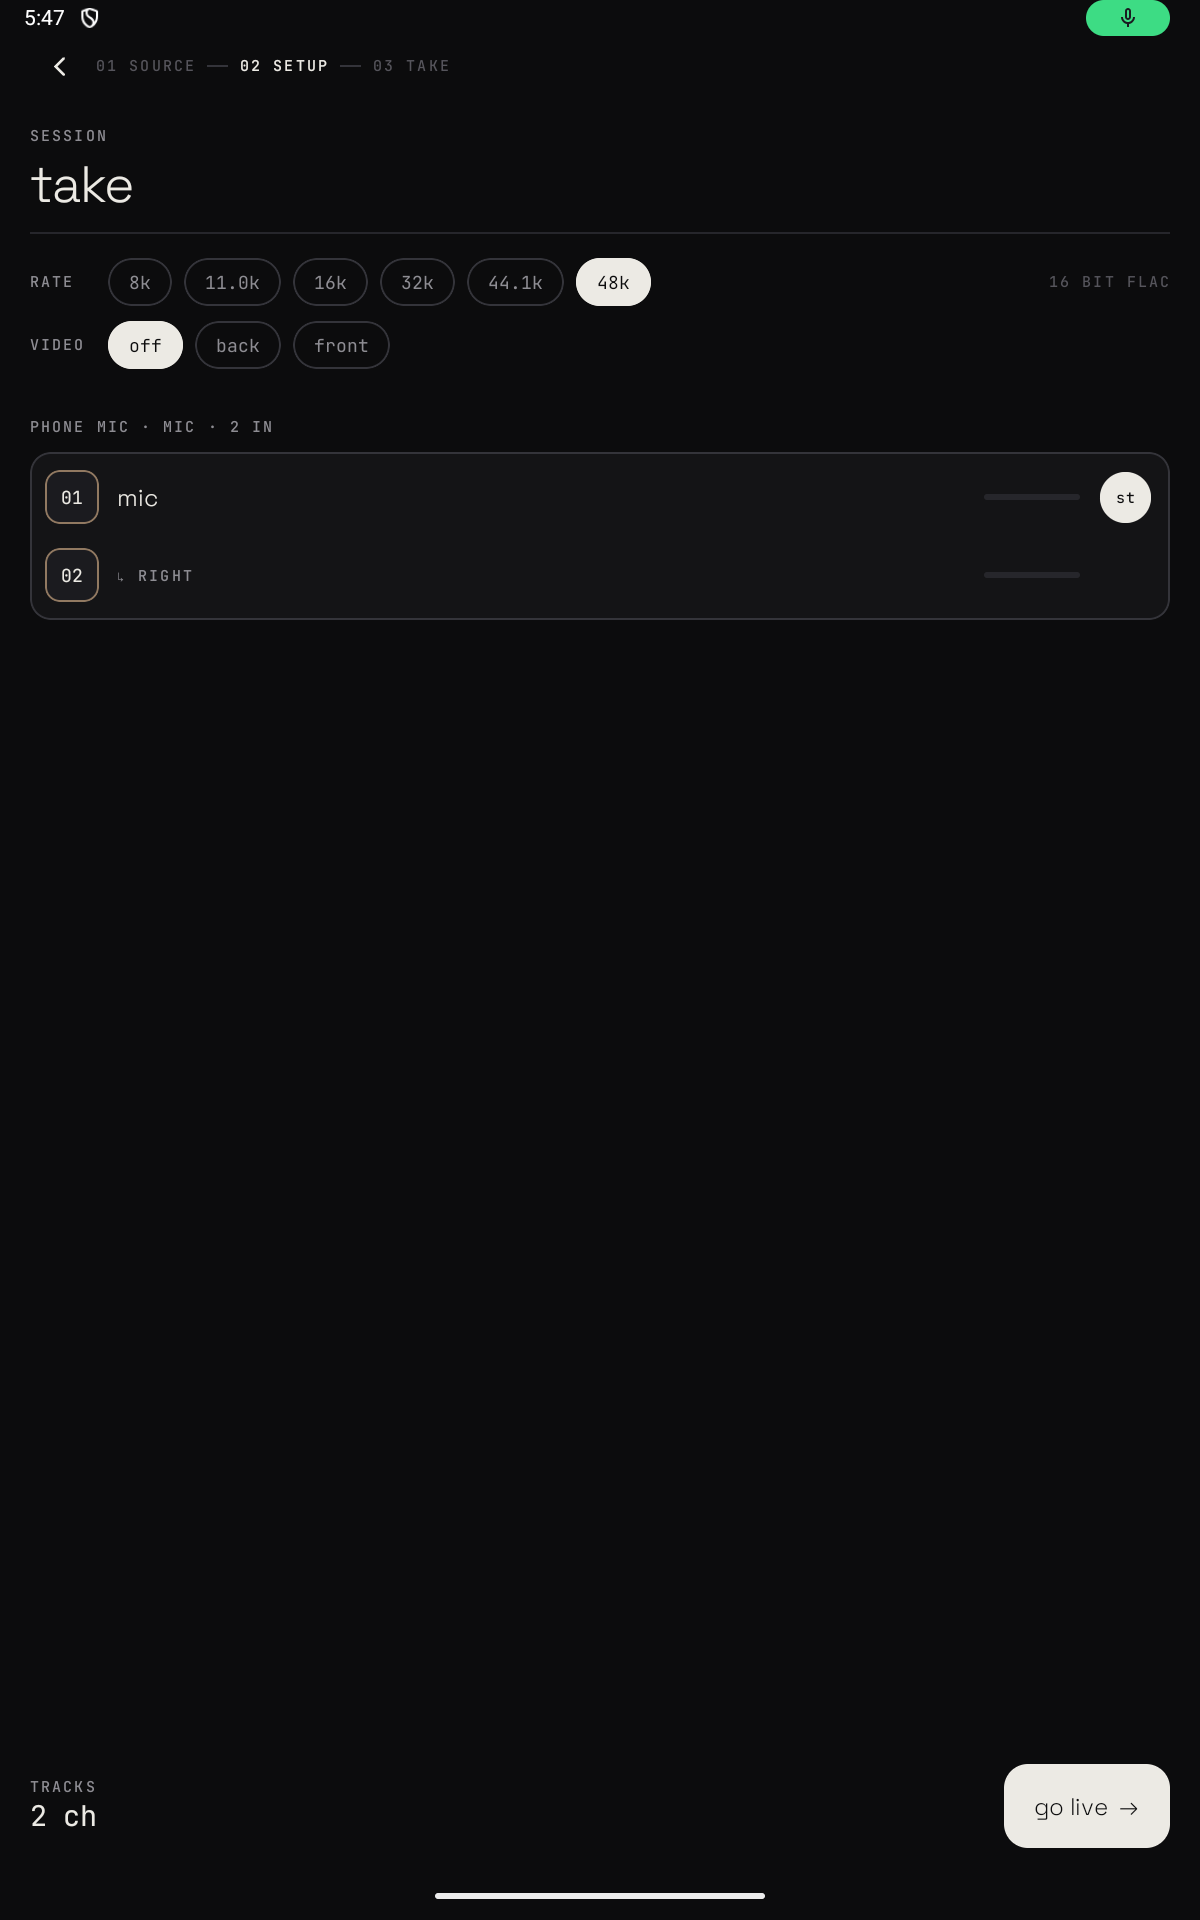 5:47
01 SOURCE — 02 SETUP — 03 TAKE
SESSION
take
RATE 8k 11.0k 16k 32k 44.1k 48k 16 BIT FLAC
VIDEO off back front
PHONE MIC · MIC · 2 IN
01 mic st
02 ↳ RIGHT
TRACKS
2 ch
go live →